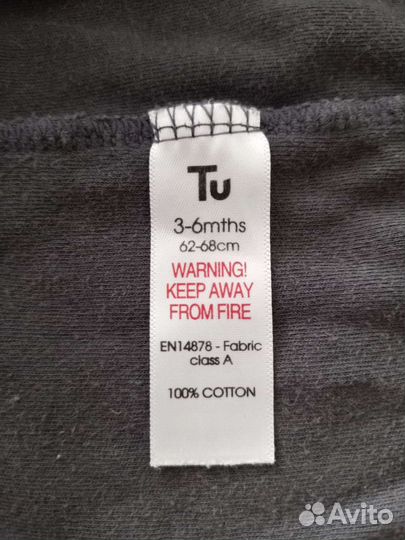 Tu
3-6mths
62-68cm
WARNING!
KEEP AWAY
FROM FIRE
EN14878 - Fabric
class A
100% COTTON
Avito